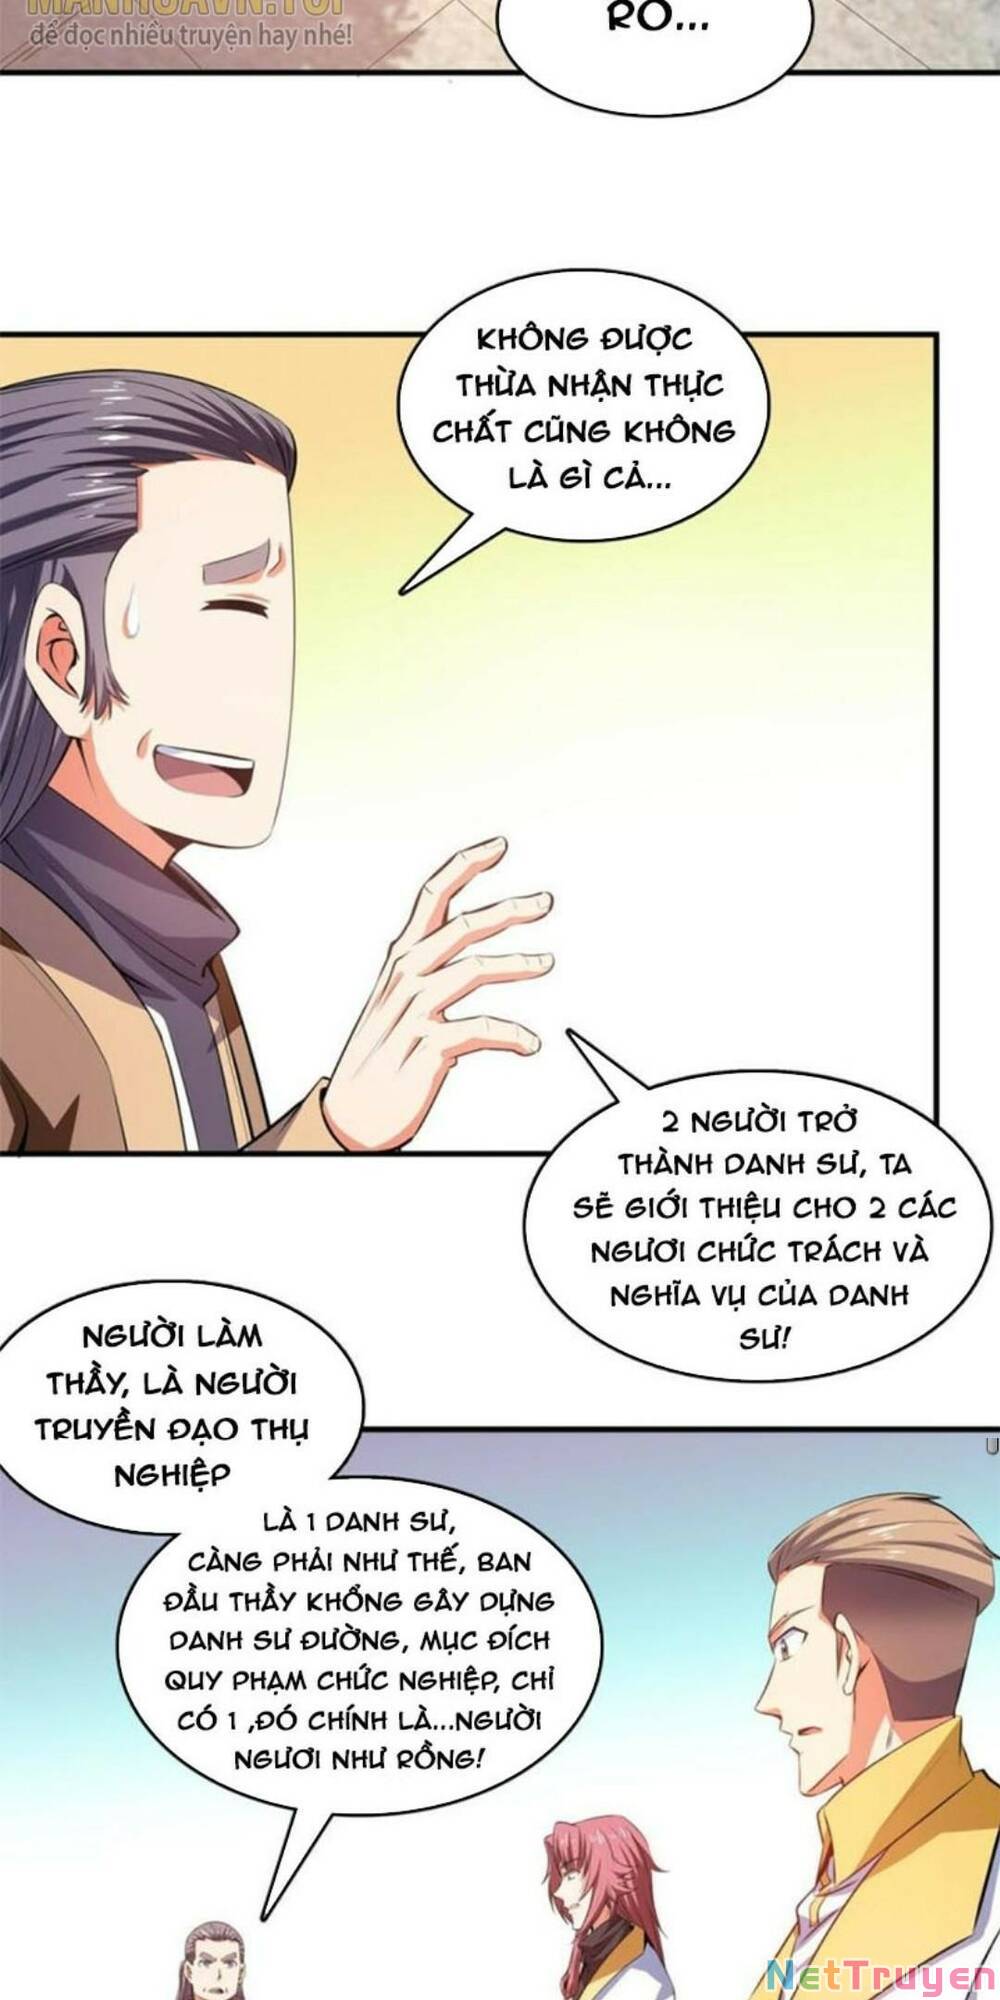 MANHUAVN.TOP
để đọc nhiều truyện hay nhé!
RÕ...
KHÔNG ĐƯỢC
THỪA NHẬN THỰC
CHẤT CŨNG KHÔNG
LÀ GÌ CẢ...
2 NGƯỜI TRỞ
THÀNH DANH SƯ, TA
SẼ GIỚI THIỆU CHO 2 CÁC
NGƯƠI CHỨC TRÁCH VÀ
NGHĨA VỤ CỦA DANH
SƯ!
NGƯỜI LÀM
THẦY, LÀ NGƯỜI
TRUYỀN ĐẠO THỤ
NGHIỆP
LÀ 1 DANH SƯ,
CÀNG PHẢI NHƯ THẾ, BAN
ĐẦU THẦY KHỔNG GÂY DỰNG
DANH SƯ ĐƯỜNG, MỤC ĐÍCH
QUY PHẠM CHỨC NGHIỆP, CHỈ
CÓ 1 ,ĐÓ CHÍNH LÀ...NGƯỜI
NGƯƠI NHƯ RỒNG!
NetTruyen